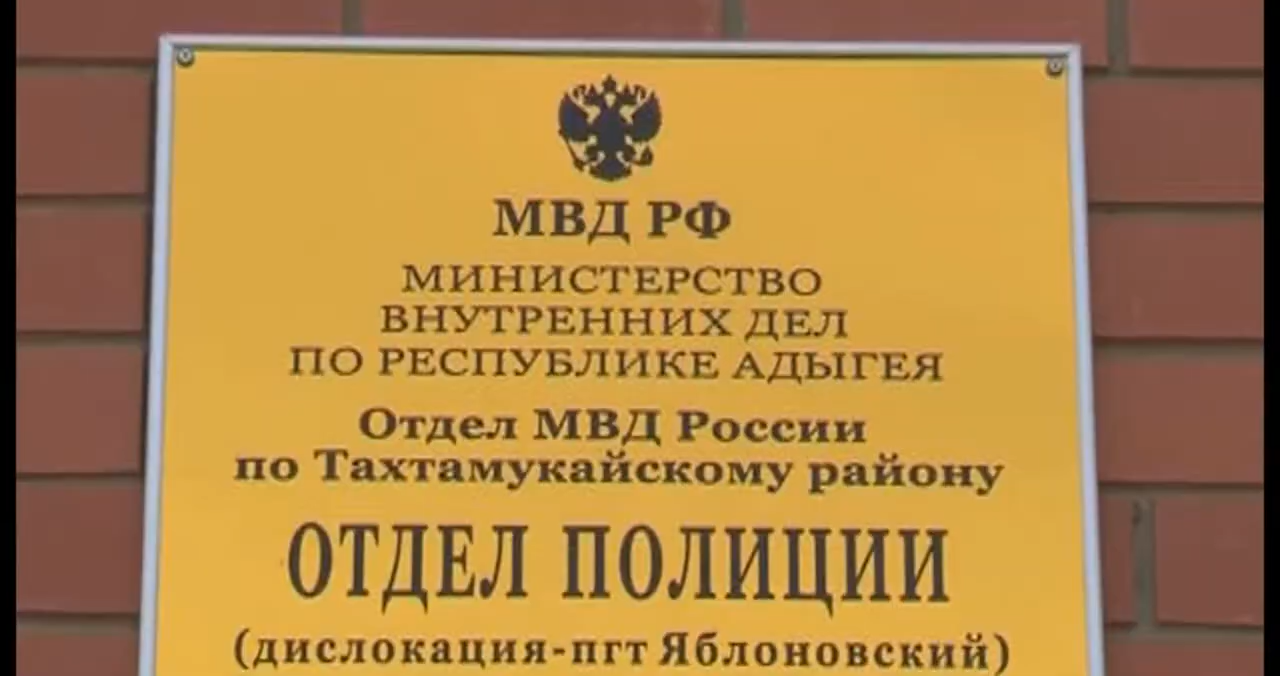 МВД РФ
МИНИСТЕРСТВО
ВНУТРЕННИХ ДЕЛ
ПО РЕСПУБЛИКЕ АДЫГЕЯ
Отдел МВД России
по Тахтамукайскому району
ОТДЕЛ ПОЛИЦИИ
(дислокация-пгт Яблоновский)